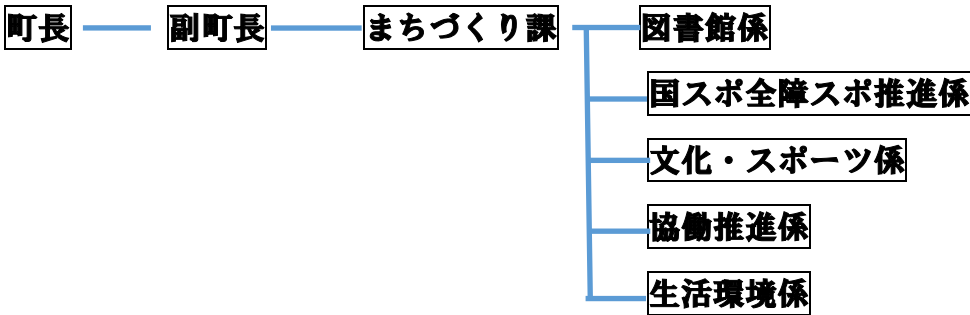 町長 副町長 まちづくり課 図書館係
国スポ全障スポ推進係
文化・スポーツ係
協働推進係
生活環境係